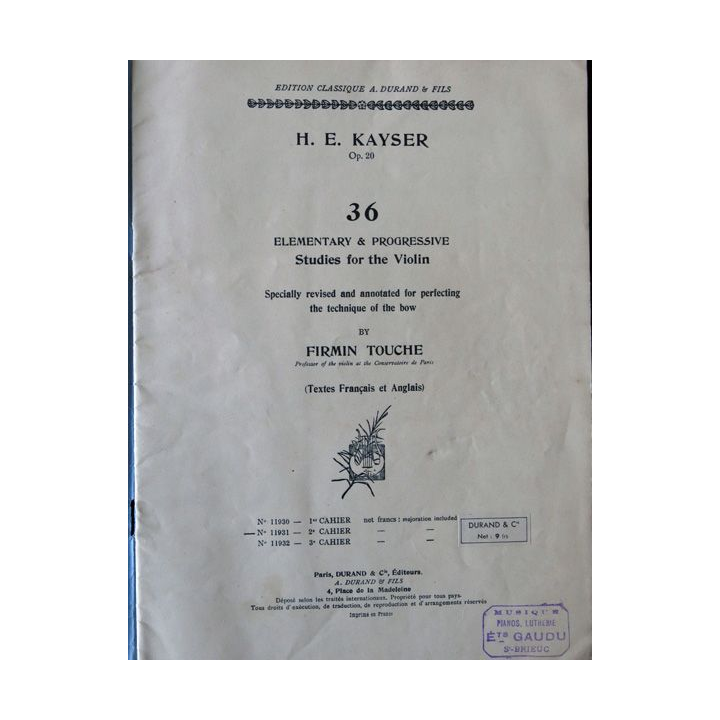 EDITION CLASSIQUE A. DURAND & FILS
H. E. KAYSER
Op. 20
36
ELEMENTARY & PROGRESSIVE
Studies for the Violin
Specially revised and annotated for perfecting
the technique of the bow
BY
FIRMIN TOUCHE
Professor of the violin at the Conservatoire de Paris
(Textes Français et Anglais)
Nº 11930 — 1er CAHIER net francs : majoration included
— Nº 11931 — 2e CAHIER — —
Nº 11932 — 3e CAHIER — —
DURAND & Cie
Net : 9 frs
Paris, DURAND & Cie, Éditeurs.
A. DURAND & FILS
4, Place de la Madeleine
Déposé selon les traités internationaux. Propriété pour tous pays.
Tous droits d'exécution, de traduction, de reproduction et d'arrangements réservés
Imprimé en France
MUSIQUE
PIANOS, LUTHERIE
ÉTS GAUDU
ST-BRIEUC